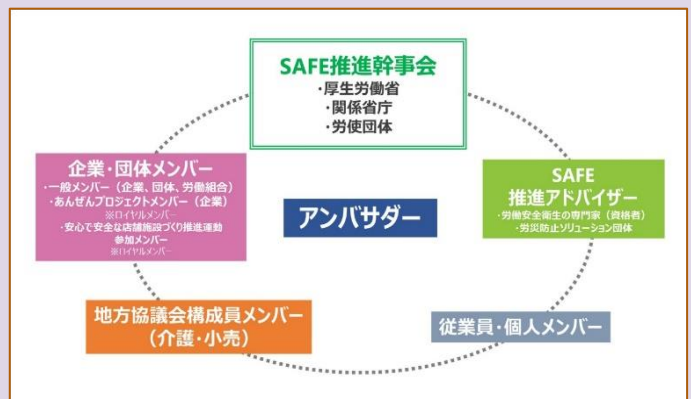 SAFE推進幹事会
・厚生労働省
・関係省庁
・労使団体
企業・団体メンバー
・一般メンバー（企業、団体、労働組合）
・あんぜんプロジェクトメンバー（企業）
※ロイヤルメンバー
・安心で安全な店舗施設づくり推進運動
参加メンバー
※ロイヤルメンバー
アンバサダー
SAFE
推進アドバイザー
・労働安全衛生の専門家（資格者）
・労災防止ソリューション団体
地方協議会構成員メンバー
（介護・小売）
従業員・個人メンバー